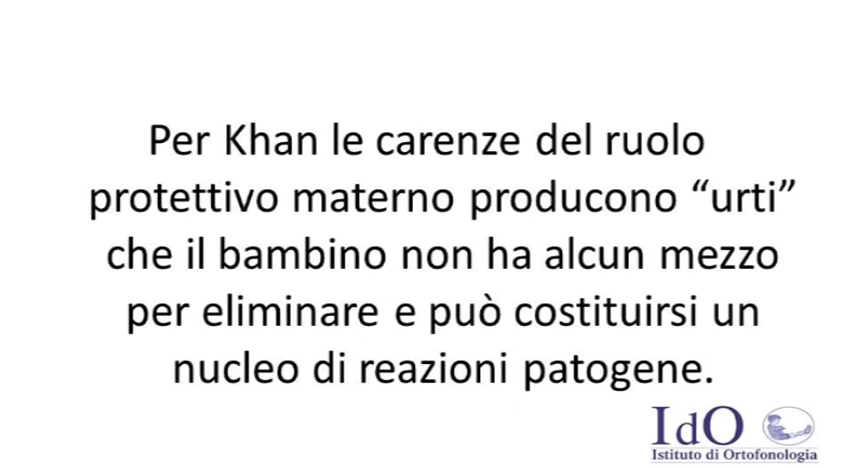 Per Khan le carenze del ruolo
protettivo materno producono “urti”
che il bambino non ha alcun mezzo
per eliminare e può costituirsi un
nucleo di reazioni patogene.
IdO
Istituto di Ortofonologia